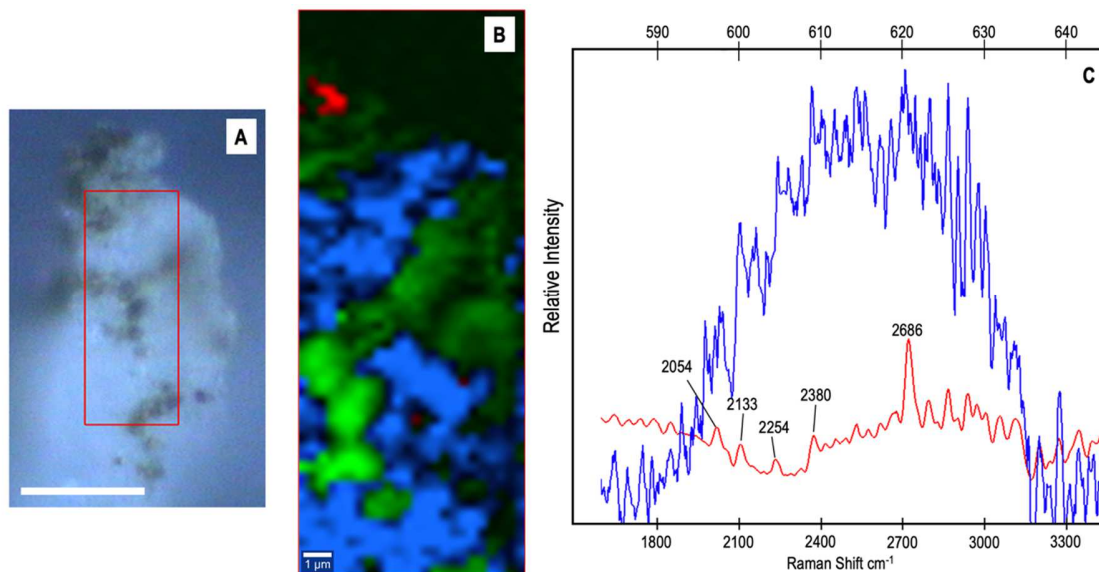 A
B
1 µm
590 600 610 620 630 640
C
Relative Intensity
2054
2133
2254
2380
2686
1800 2100 2400 2700 3000 3300
Raman Shift cm⁻¹